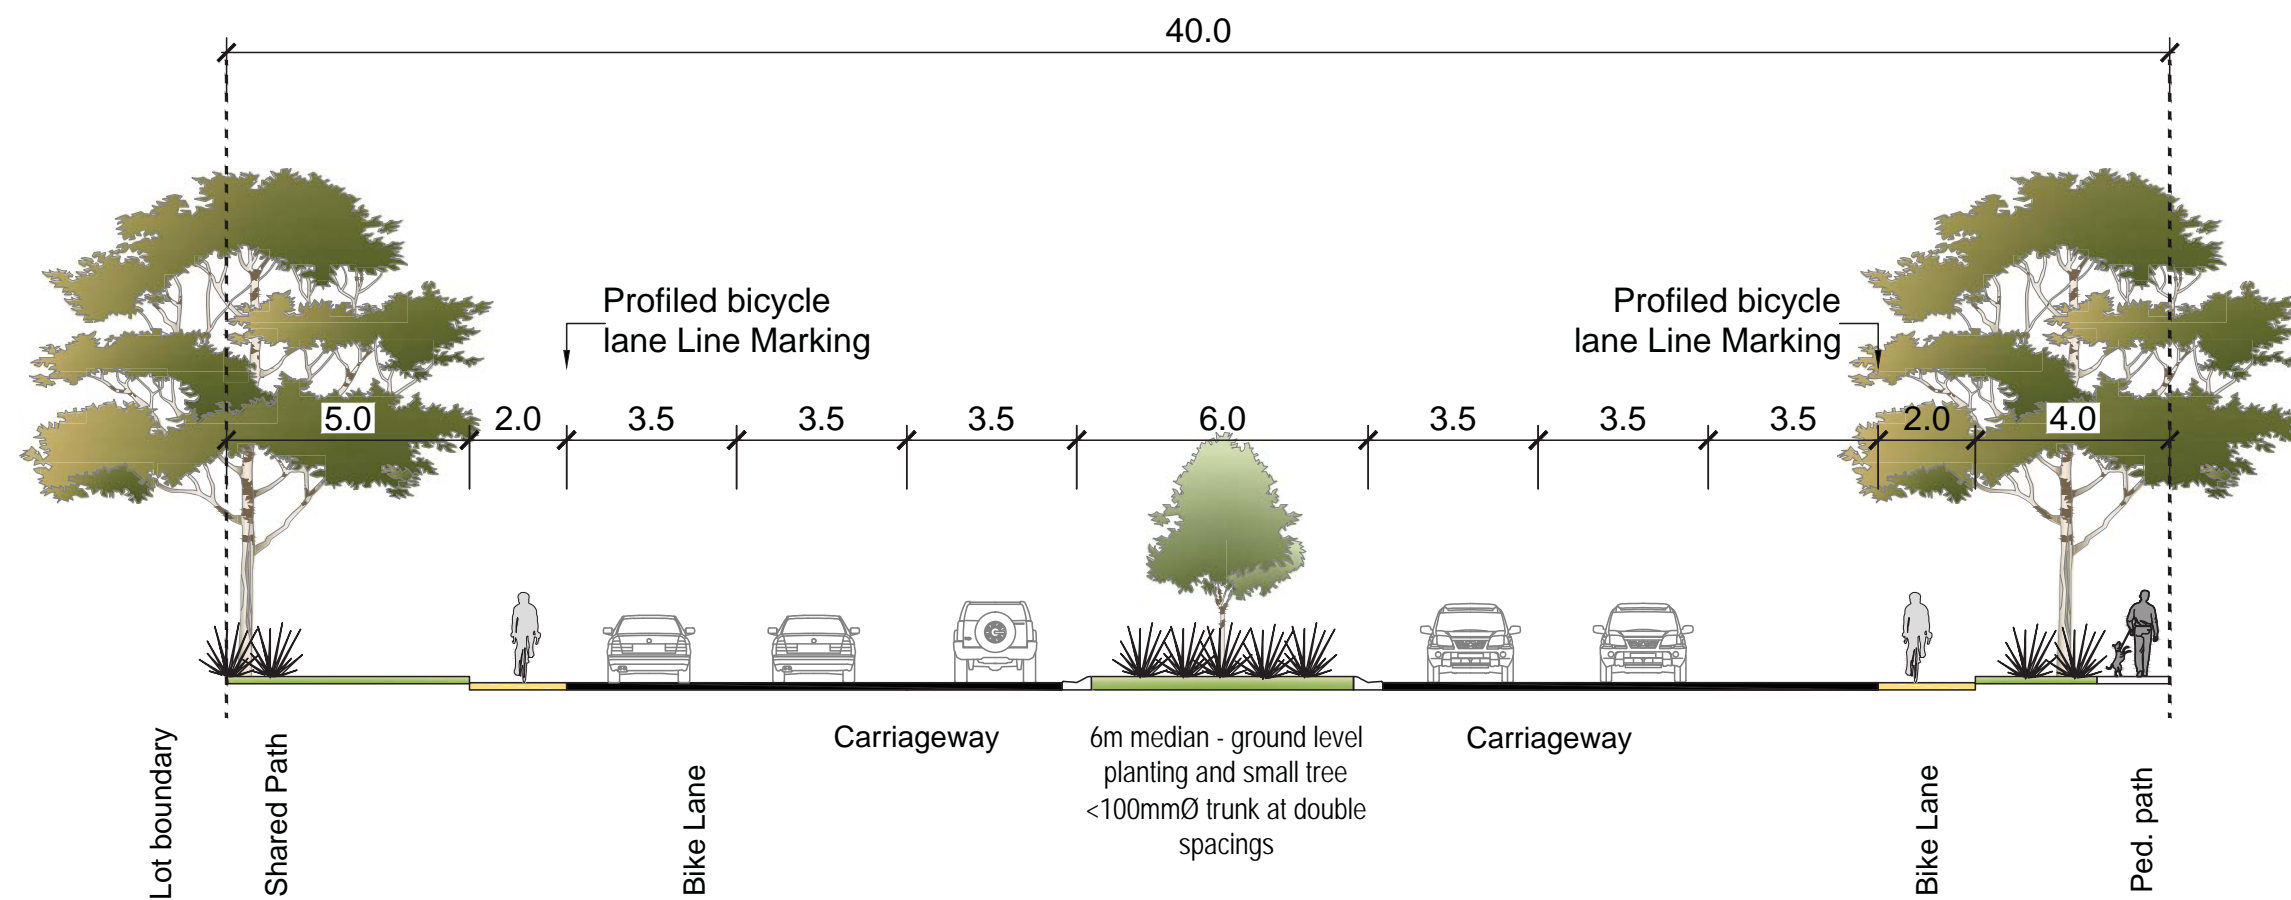 40.0
Profiled bicycle
lane Line Marking
Profiled bicycle
lane Line Marking
5.0
2.0
3.5
3.5
3.5
6.0
3.5
3.5
3.5
2.0
4.0
Lot boundary
Shared Path
Bike Lane
Carriageway
6m median - ground level
planting and small tree
<100mmØ trunk at double
spacings
Carriageway
Bike Lane
Ped. path